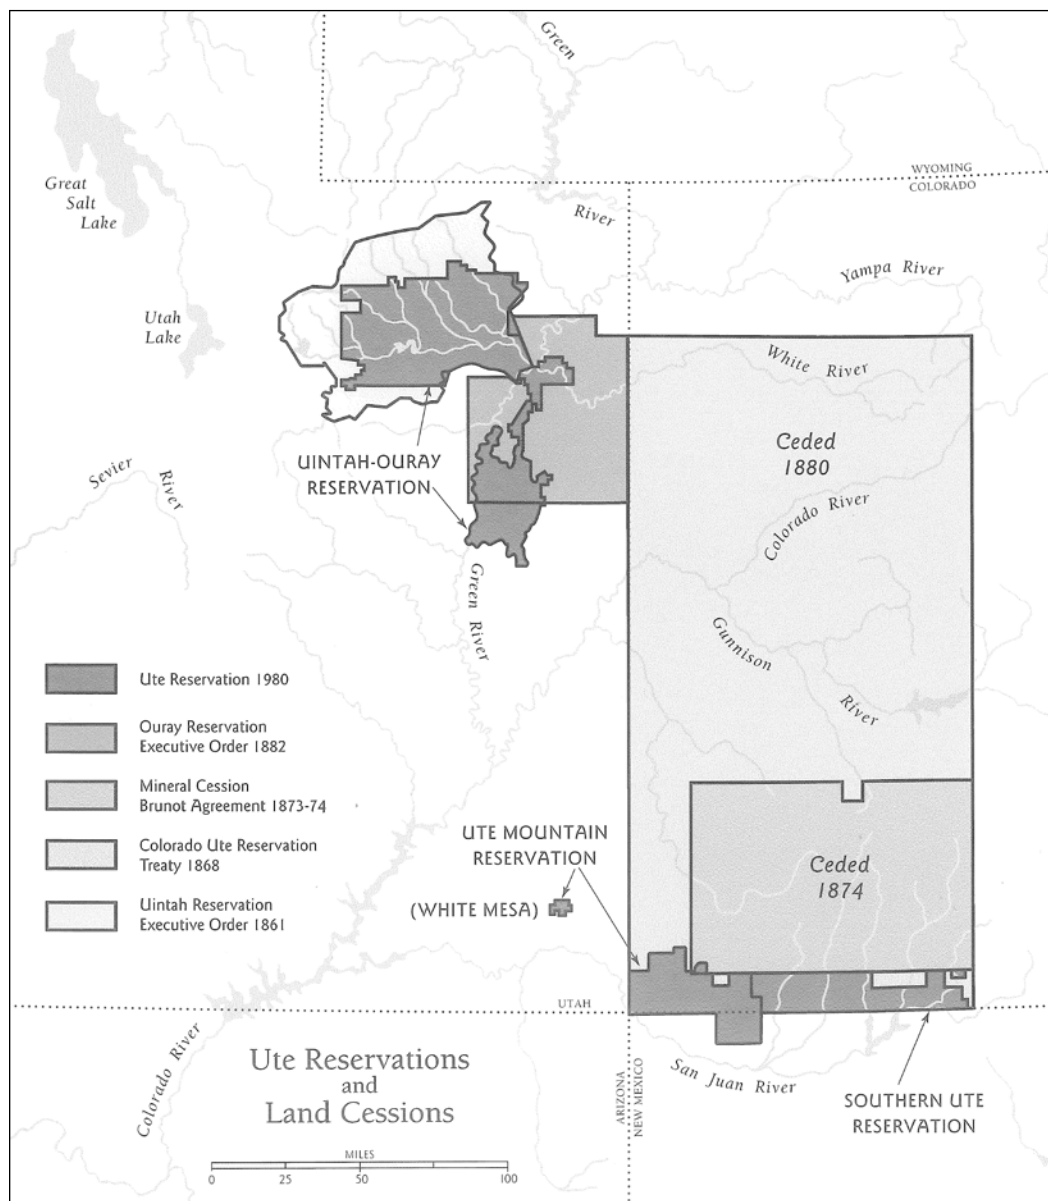 Green
River
WYOMING
COLORADO
Great
Salt
Lake
Yampa River
Utah
Lake
White River
Ceded
1880
UINTAH-OURAY
RESERVATION
Sevier
River
Colorado River
Green River
Gunnison
River
Ute Reservation 1980
Ouray Reservation
Executive Order 1882
Mineral Cession
Brunot Agreement 1873-74
Colorado Ute Reservation
Treaty 1868
Uintah Reservation
Executive Order 1861
UTE MOUNTAIN
RESERVATION
(WHITE MESA)
Ceded
1874
UTAH
ARIZONA
NEW MEXICO
Colorado River
San Juan River
SOUTHERN UTE
RESERVATION
Ute Reservations
and
Land Cessions
MILES
0 25 50 100